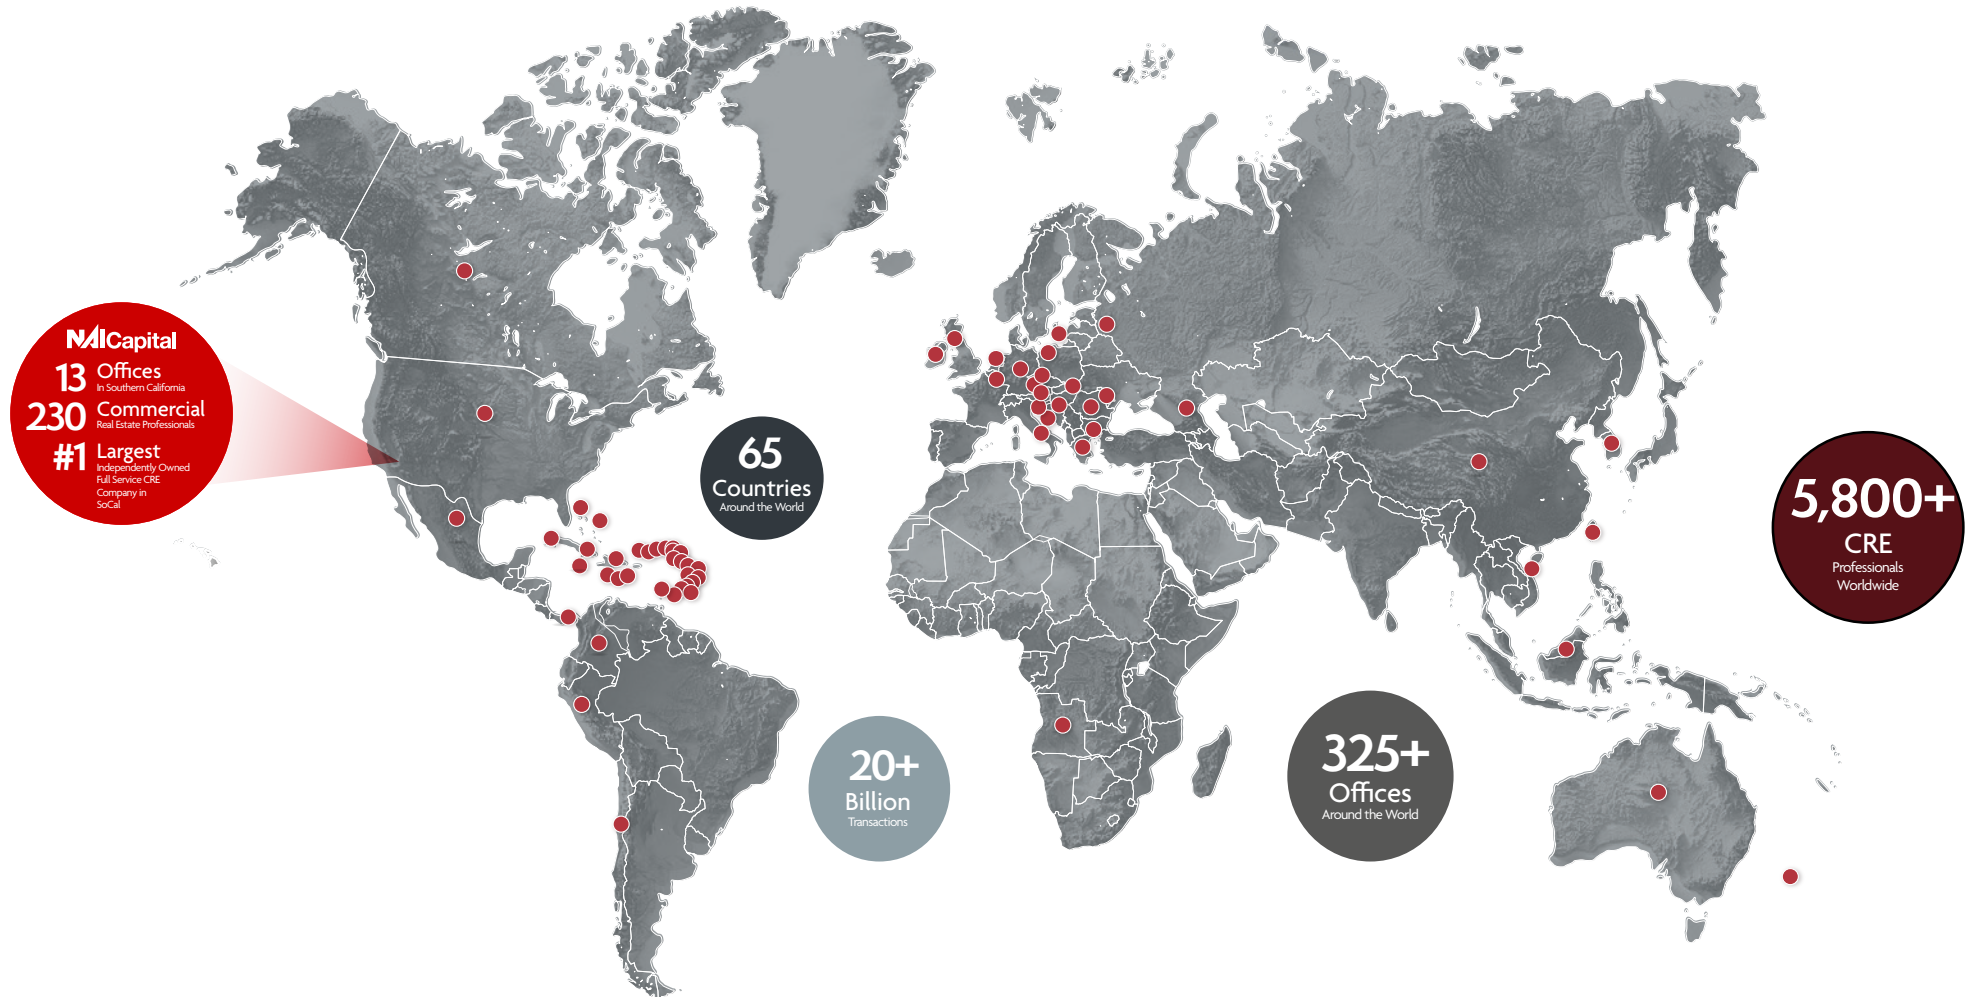 NAICapital
13 Offices
In Southern California
230 Commercial
Real Estate Professionals
#1 Largest
Independently Owned
Full Service CRE
Company in
SoCal
65
Countries
Around the World
20+
Billion
Transactions
325+
Offices
Around the World
5,800+
CRE
Professionals
Worldwide